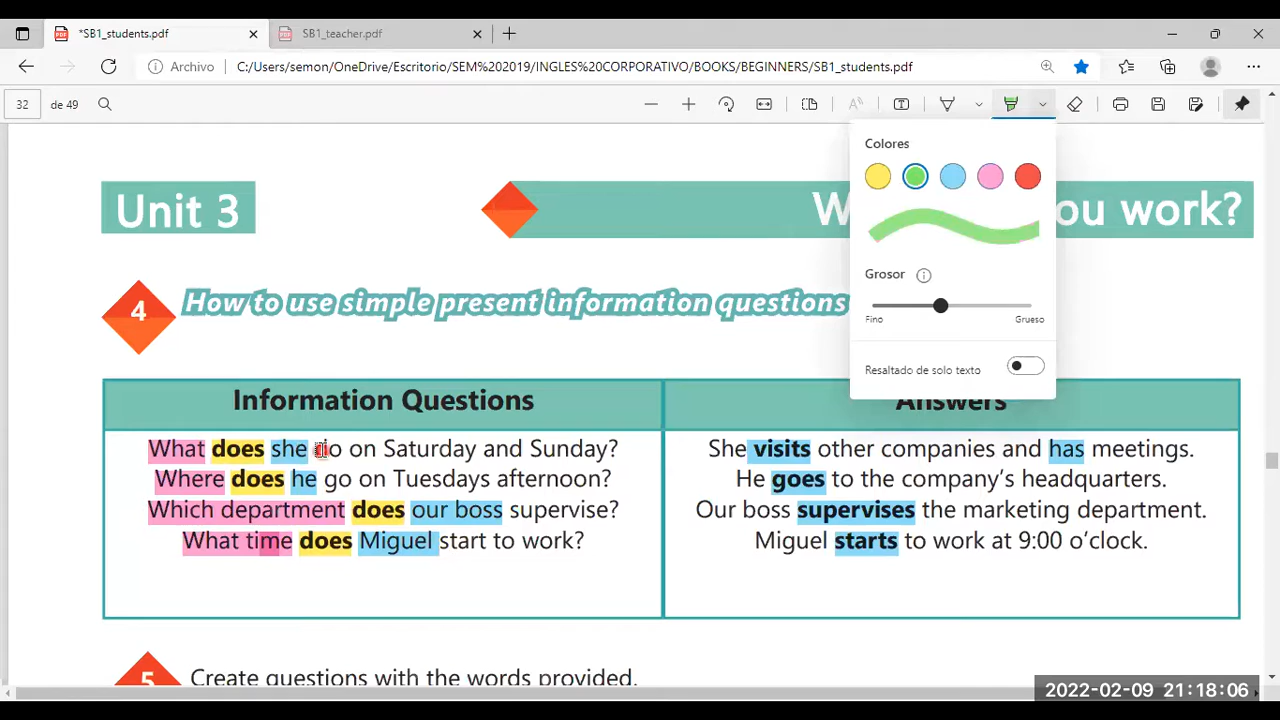 *SB1_students.pdf
SB1_teacher.pdf
Archivo C:/Users/semon/OneDrive/Escritorio/SEM%202019/INGLES%20CORPORATIVO/BOOKS/BEGINNERS/SB1_students.pdf
32 de 49
Colores
Unit 3
ou work?
Grosor
Fino Grueso
4 How to use simple present information questions
Resaltado de solo texto
Information Questions Answers
What does she go on Saturday and Sunday? She visits other companies and has meetings.
Where does he go on Tuesdays afternoon? He goes to the company's headquarters.
Which department does our boss supervise? Our boss supervises the marketing department.
What time does Miguel start to work? Miguel starts to work at 9:00 o'clock.
5 Create questions with the words provided.
2022-02-09 21:18:06